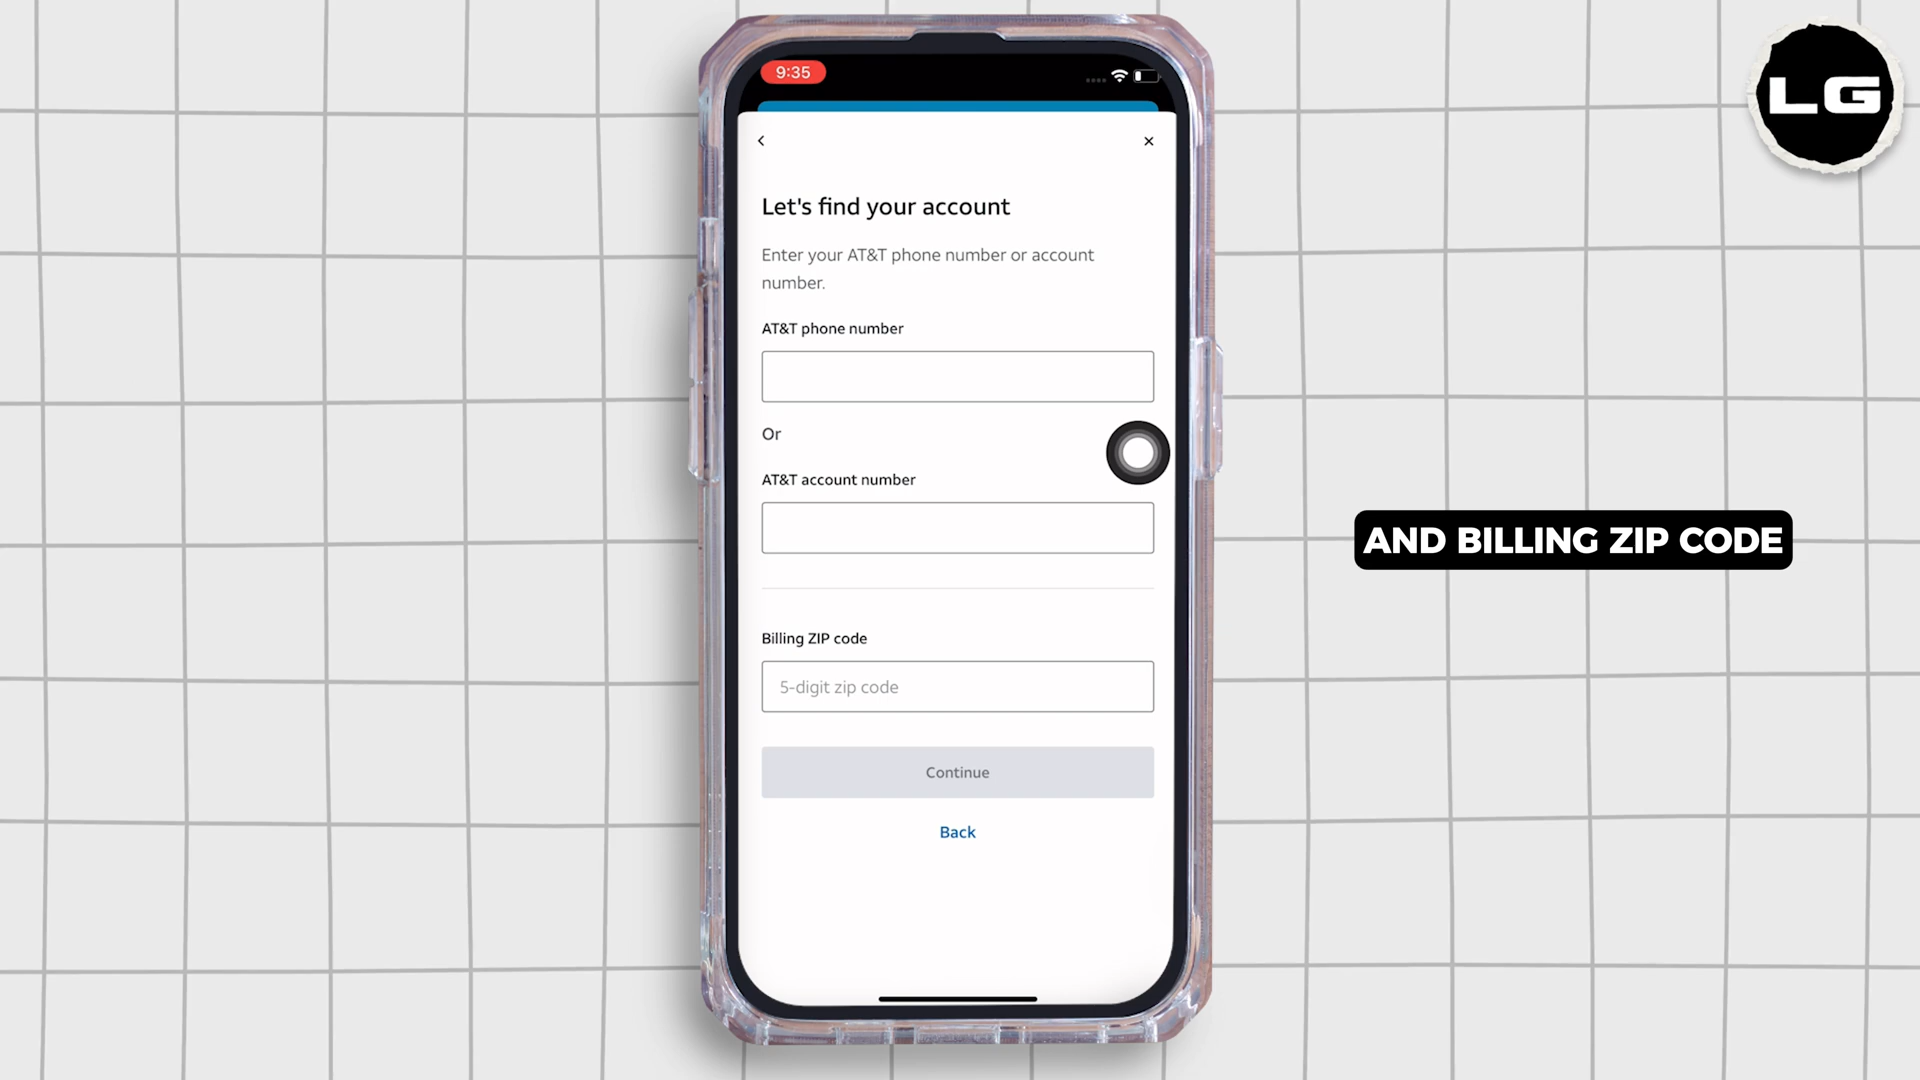 9:35
LG
Let's find your account
Enter your AT&T phone number or account
number.
AT&T phone number
Or
AT&T account number
AND BILLING ZIP CODE
Billing ZIP code
5-digit zip code
Continue
Back